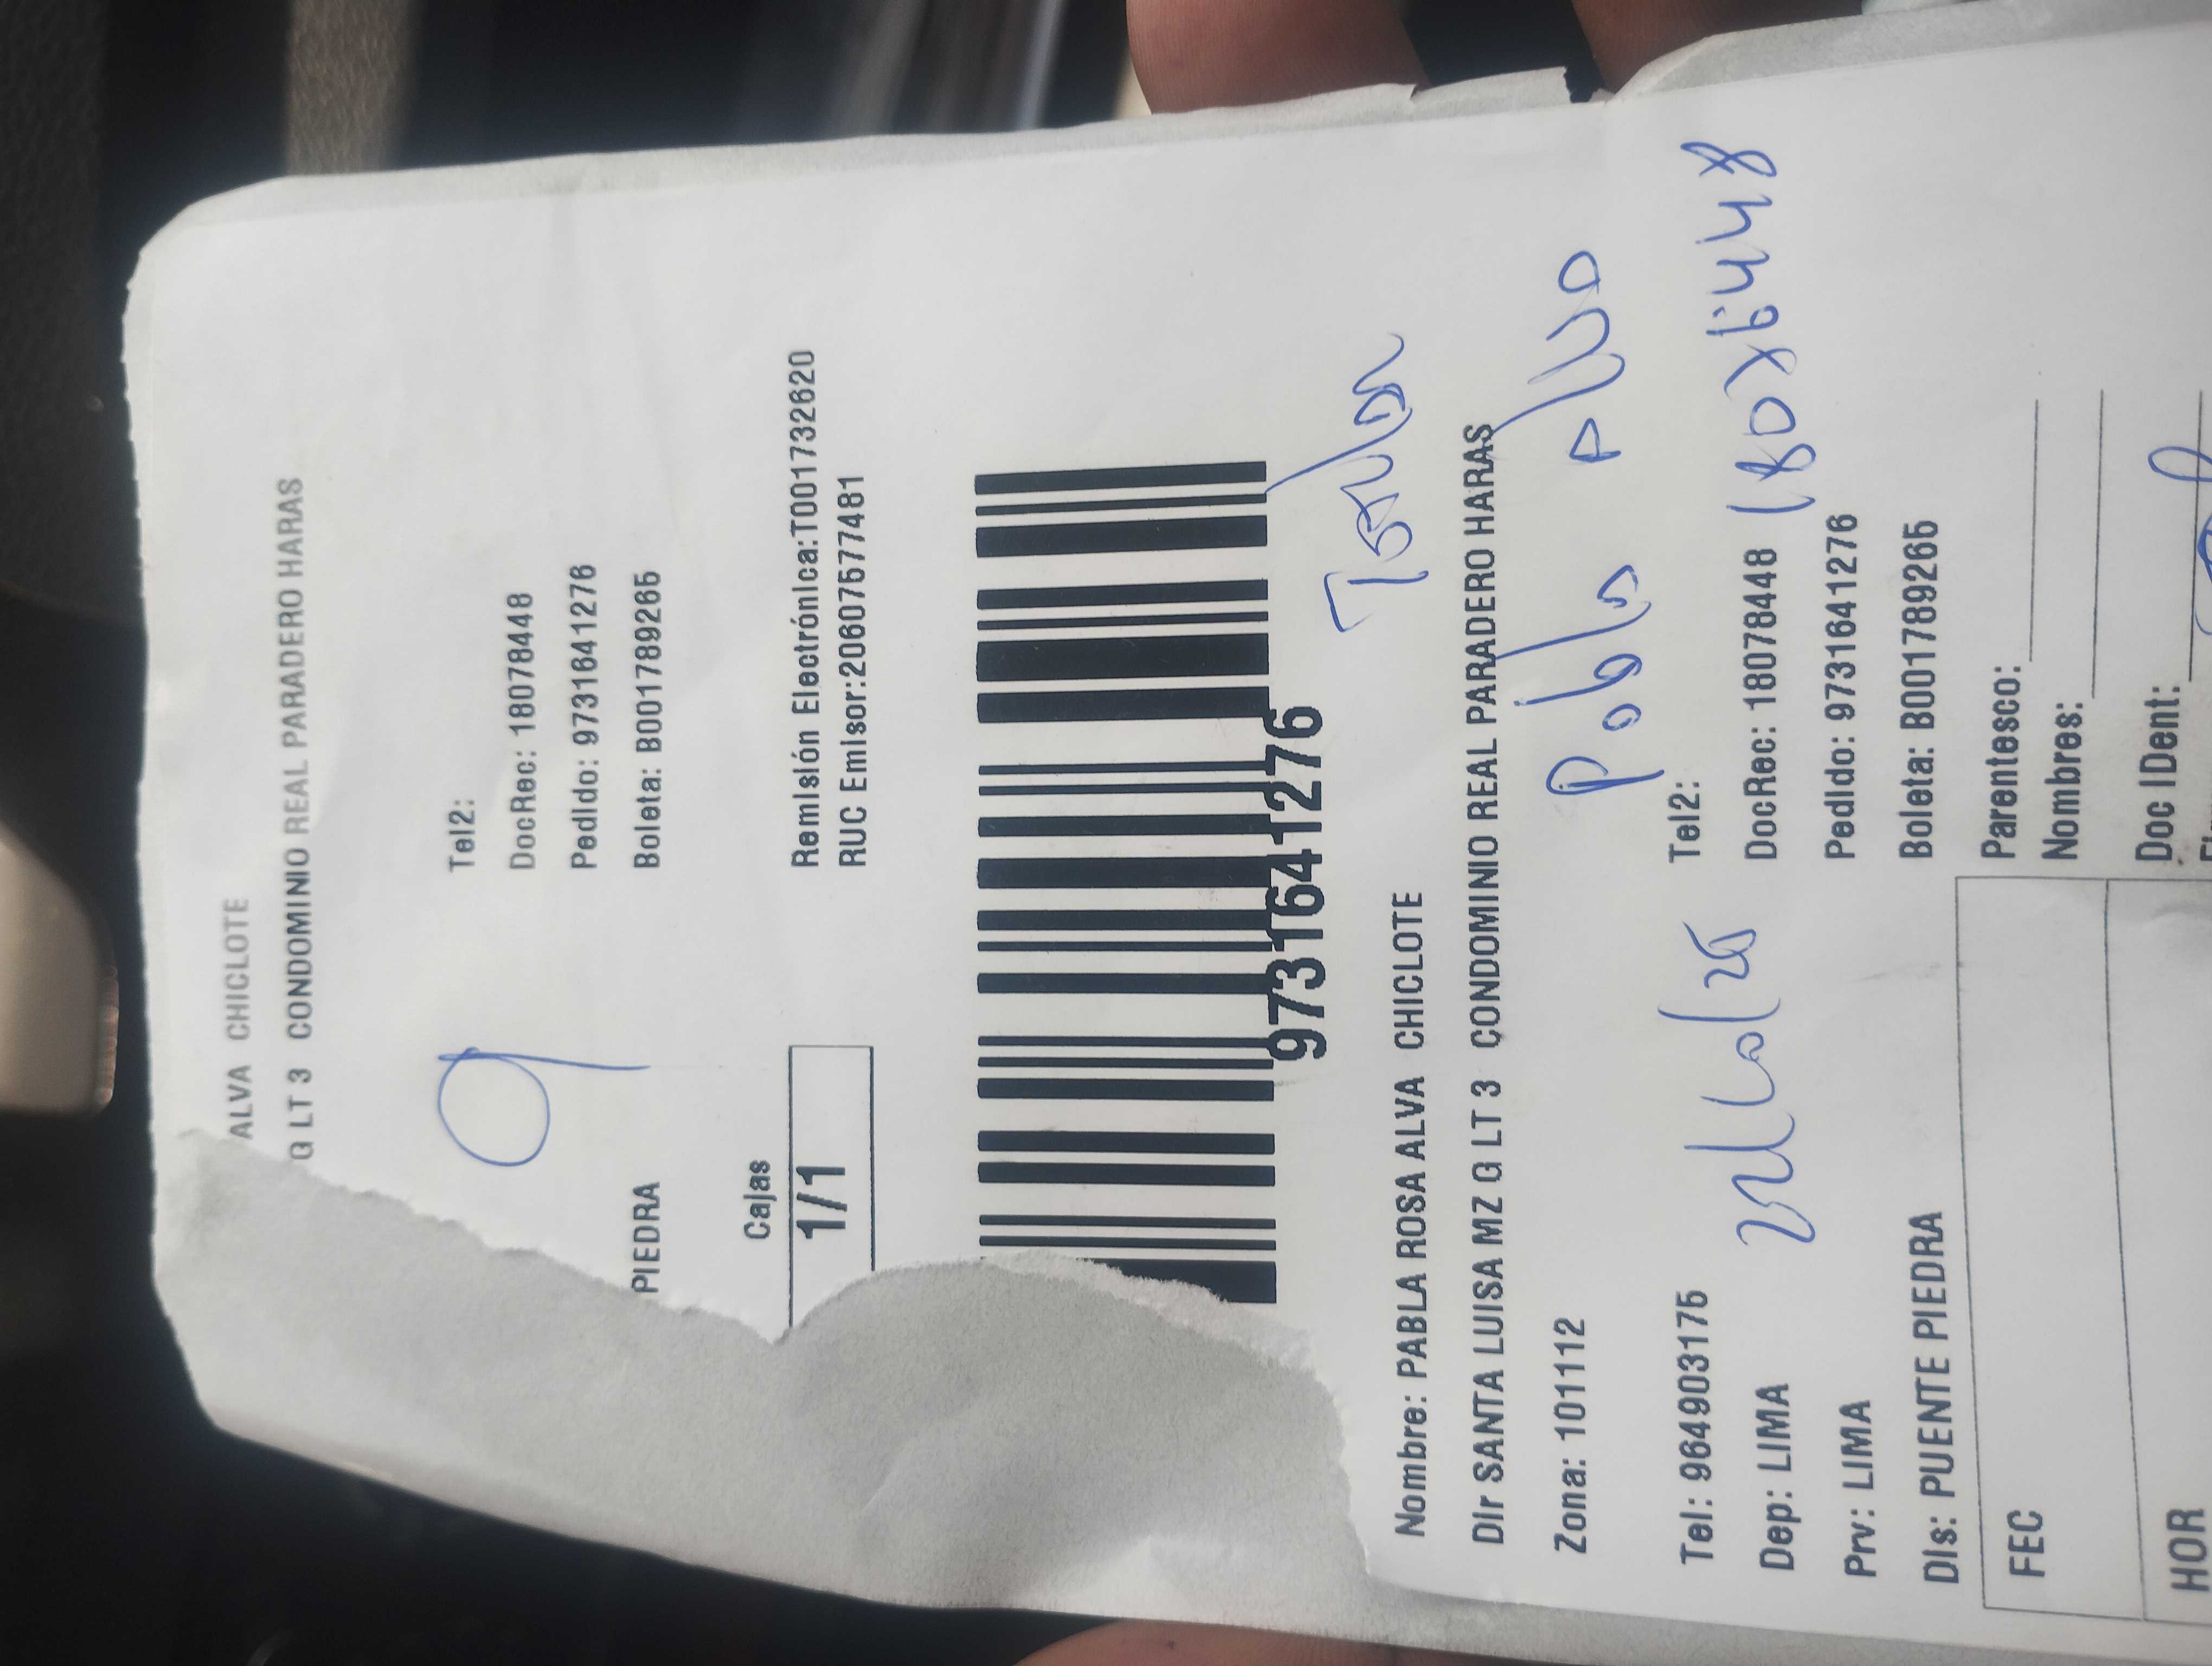 ALVA CHICLOTE
G LT 3 CONDOMINIO REAL PARADERO HARAS
9
Tel2:
DocRec: 18078448
Pedido: 9731641276
PIEDRA Boleta: B001789265
Cajas
1/1
Remisión Electrónica:T001732620
RUC Emisor:20607577481
9731641276
Nombre: PABLA ROSA ALVA CHICLOTE
Dir SANTA LUISA MZ G LT 3 CONDOMINIO REAL PARADERO HARAS
Zona: 101112
Pabla Alva
Tel: 964903175 Tel2:
Dep: LIMA DocRec: 18078448 18078448
Prv: LIMA Pedido: 9731641276
Dis: PUENTE PIEDRA Boleta: B001789265
FEC Parentesco:
Nombres:
HOR Doc IDent: